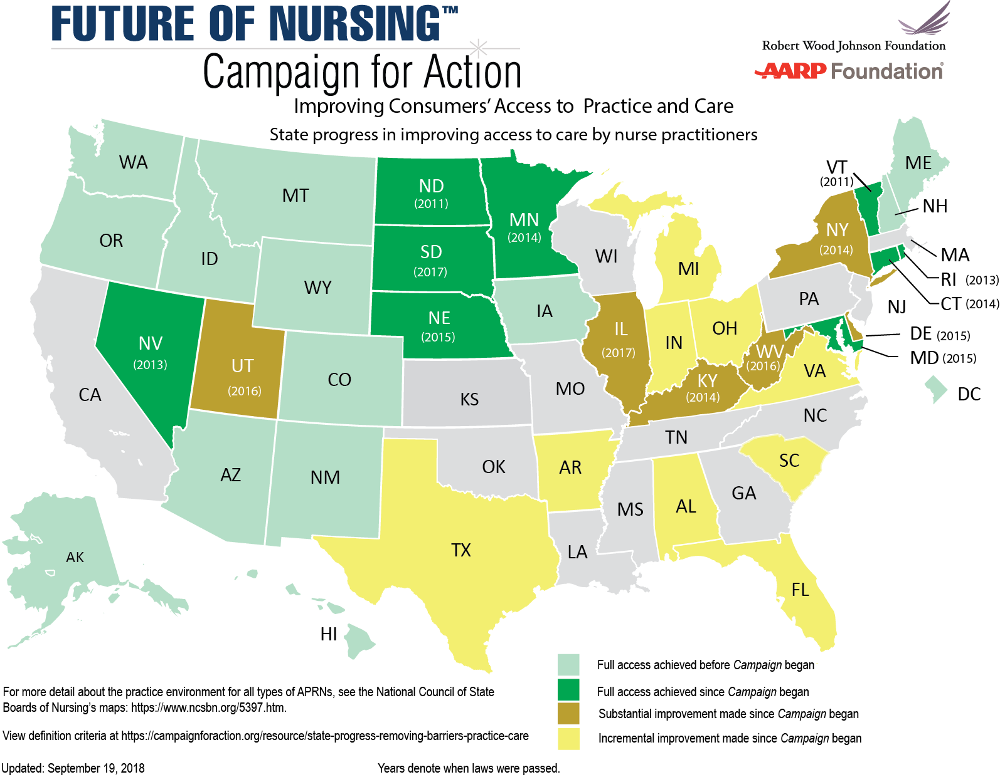 FUTURE OF NURSING™
Campaign for Action
Robert Wood Johnson Foundation
AARP Foundation®
Improving Consumers' Access to Practice and Care
State progress in improving access to care by nurse practitioners
WA
MT
ND
(2011)
MN
(2014)
VT
(2011)
ME
NH
OR
ID
WY
SD
(2017)
WI
MI
NY
(2014)
MA
RI (2013)
CT (2014)
NV
(2013)
UT
(2016)
CO
NE
(2015)
IA
IL
(2017)
IN
OH
PA
NJ
DE (2015)
MD (2015)
DC
WV
(2016)
VA
KY
(2014)
CA
KS
MO
NC
TN
SC
AZ
NM
OK
AR
MS
AL
GA
TX
LA
FL
AK
HI
Full access achieved before Campaign began
Full access achieved since Campaign began
Substantial improvement made since Campaign began
Incremental improvement made since Campaign began
For more detail about the practice environment for all types of APRNs, see the National Council of State
Boards of Nursing's maps: https://www.ncsbn.org/5397.htm.
View definition criteria at https://campaignforaction.org/resource/state-progress-removing-barriers-practice-care
Updated: September 19, 2018
Years denote when laws were passed.